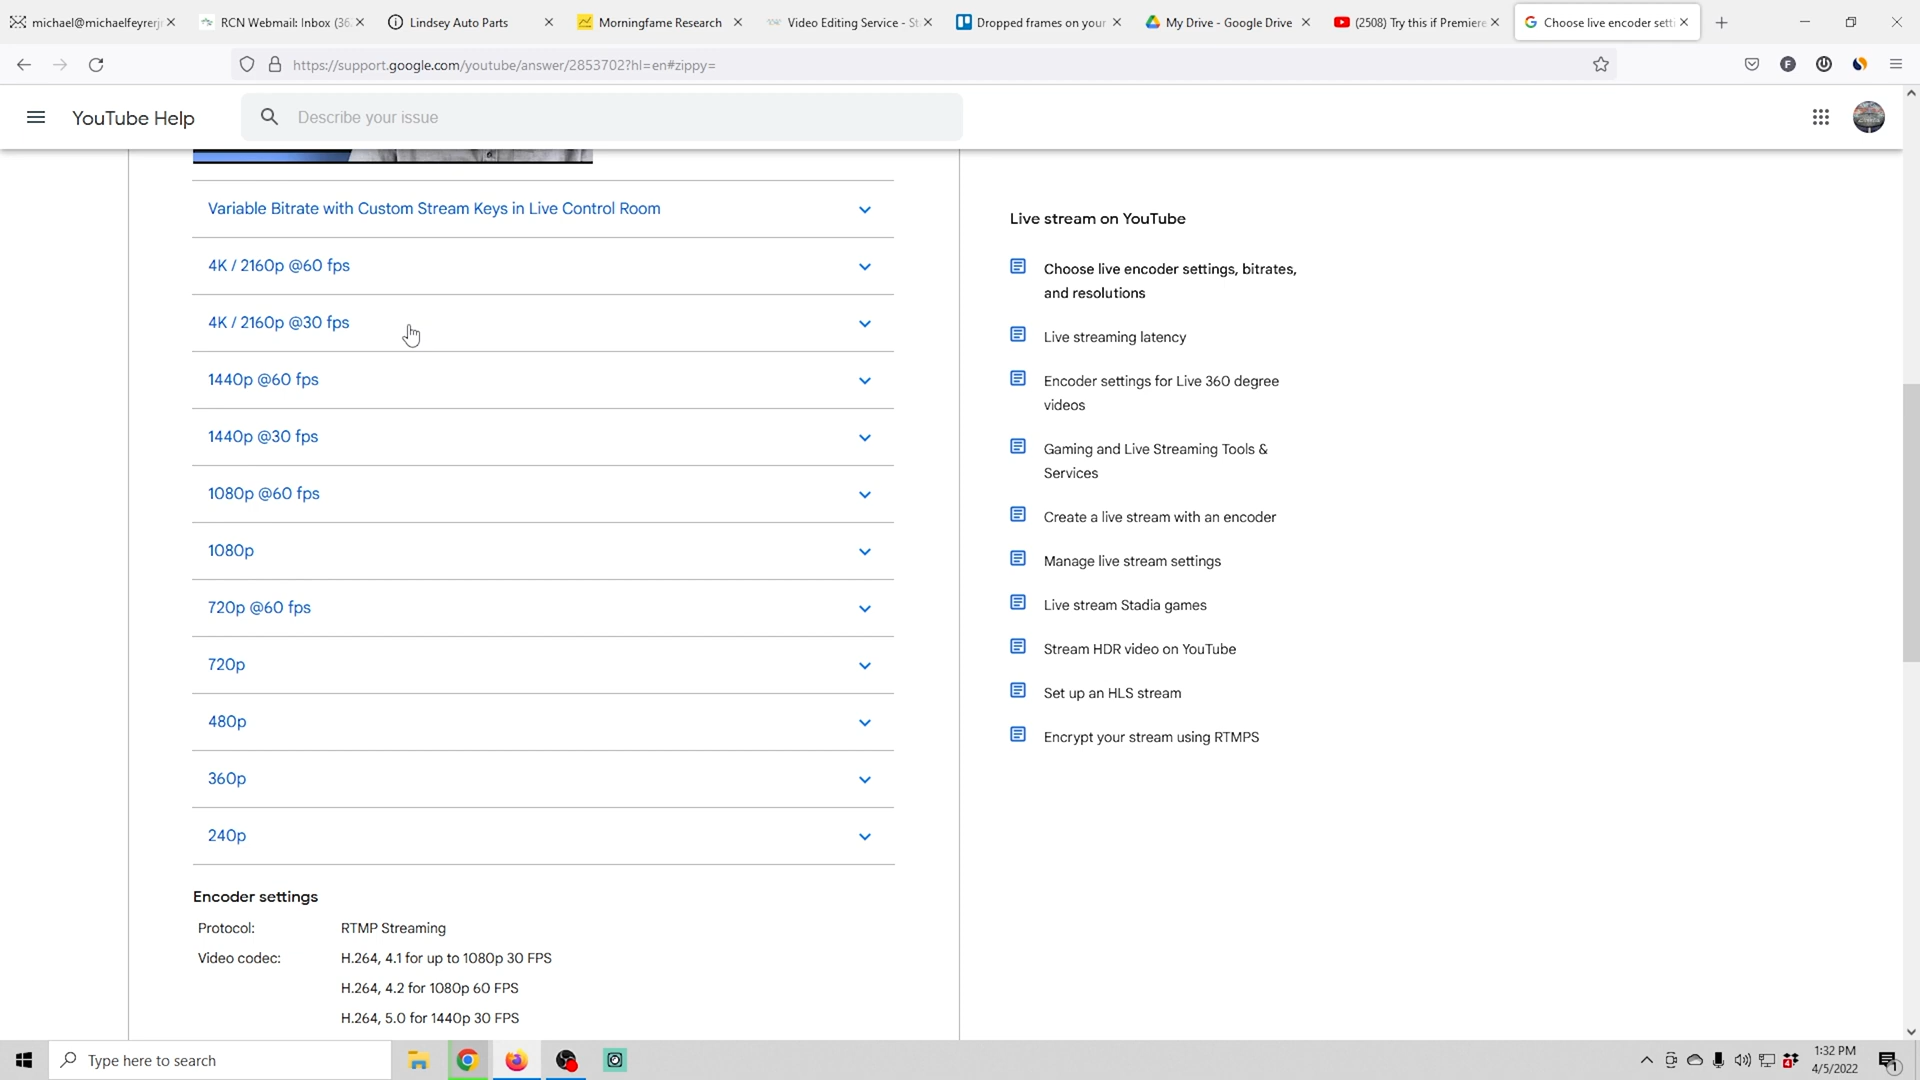 michael@michaelfeyrerj
RCN Webmail: Inbox (36
Lindsey Auto Parts
Morningfame Research
Video Editing Service - St
Dropped frames on your
My Drive - Google Drive
(2508) Try this if Premiere
Choose live encoder setti
https://support.google.com/youtube/answer/2853702?hl=en#zippy=
YouTube Help
Describe your issue
Variable Bitrate with Custom Stream Keys in Live Control Room
4K / 2160p @60 fps
4K / 2160p @30 fps
1440p @60 fps
1440p @30 fps
1080p @60 fps
1080p
720p @60 fps
720p
480p
360p
240p
Encoder settings
Protocol: RTMP Streaming
Video codec: H.264, 4.1 for up to 1080p 30 FPS
H.264, 4.2 for 1080p 60 FPS
H.264, 5.0 for 1440p 30 FPS
Live stream on YouTube
Choose live encoder settings, bitrates,
and resolutions
Live streaming latency
Encoder settings for Live 360 degree
videos
Gaming and Live Streaming Tools &
Services
Create a live stream with an encoder
Manage live stream settings
Live stream Stadia games
Stream HDR video on YouTube
Set up an HLS stream
Encrypt your stream using RTMPS
Type here to search
1:32 PM
4/5/2022